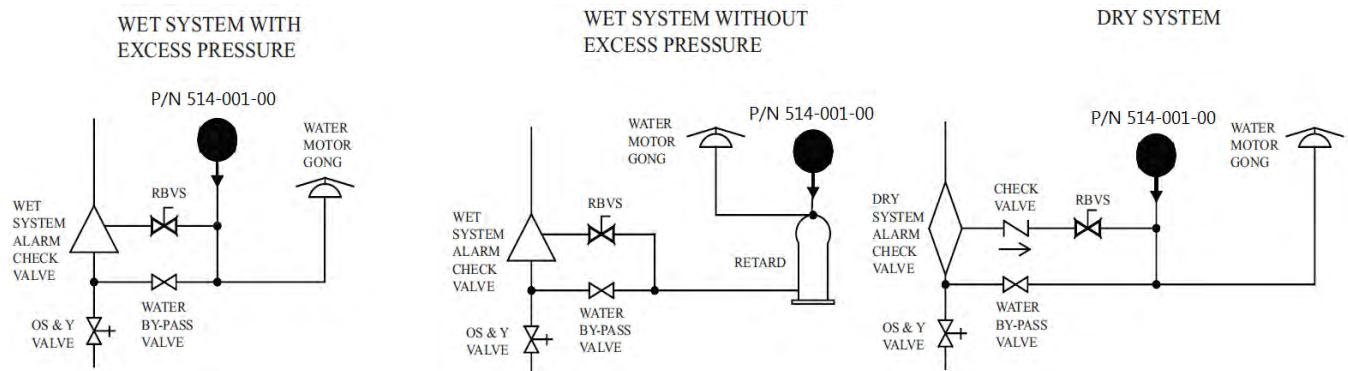 WET SYSTEM WITH
EXCESS PRESSURE
P/N 514-001-00
WATER
MOTOR
GONG
RBVS
WET
SYSTEM
ALARM
CHECK
VALVE
WATER
BY-PASS
VALVE
OS & Y
VALVE
WET SYSTEM WITHOUT
EXCESS PRESSURE
P/N 514-001-00
WATER
MOTOR
GONG
RBVS
WET
SYSTEM
ALARM
CHECK
VALVE
RETARD
WATER
BY-PASS
VALVE
OS & Y
VALVE
DRY SYSTEM
P/N 514-001-00
WATER
MOTOR
GONG
CHECK
VALVE
RBVS
DRY
SYSTEM
ALARM
CHECK
VALVE
WATER
BY-PASS
VALVE
OS & Y
VALVE